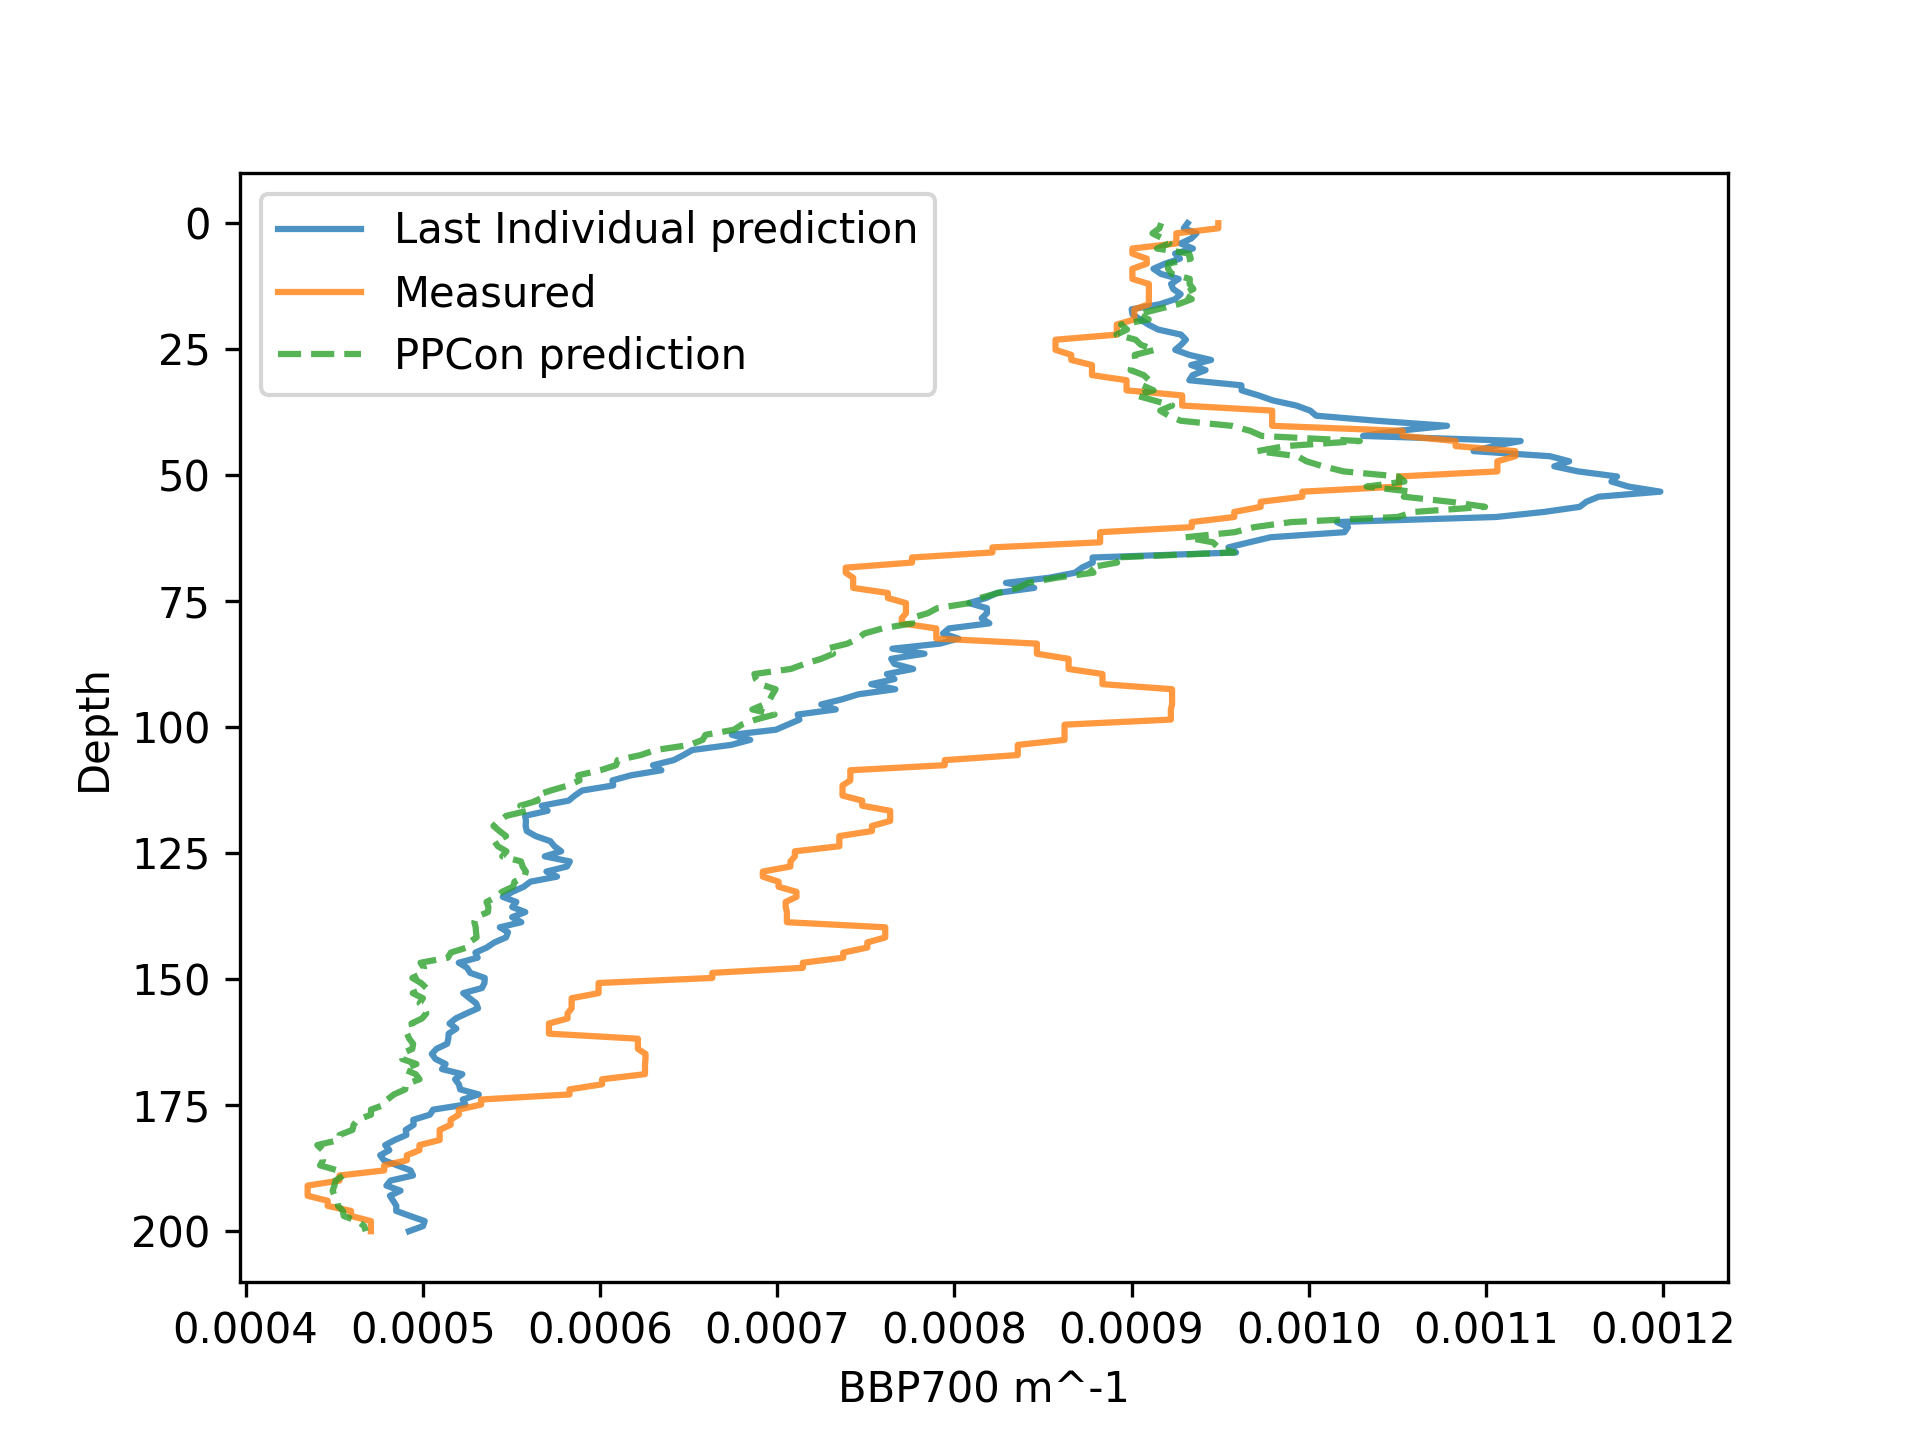 Last Individual prediction
Measured
PPCon prediction
0
25
50
75
100
125
150
175
200
Depth
0.0004 0.0005 0.0006 0.0007 0.0008 0.0009 0.0010 0.0011 0.0012
BBP700 m^-1